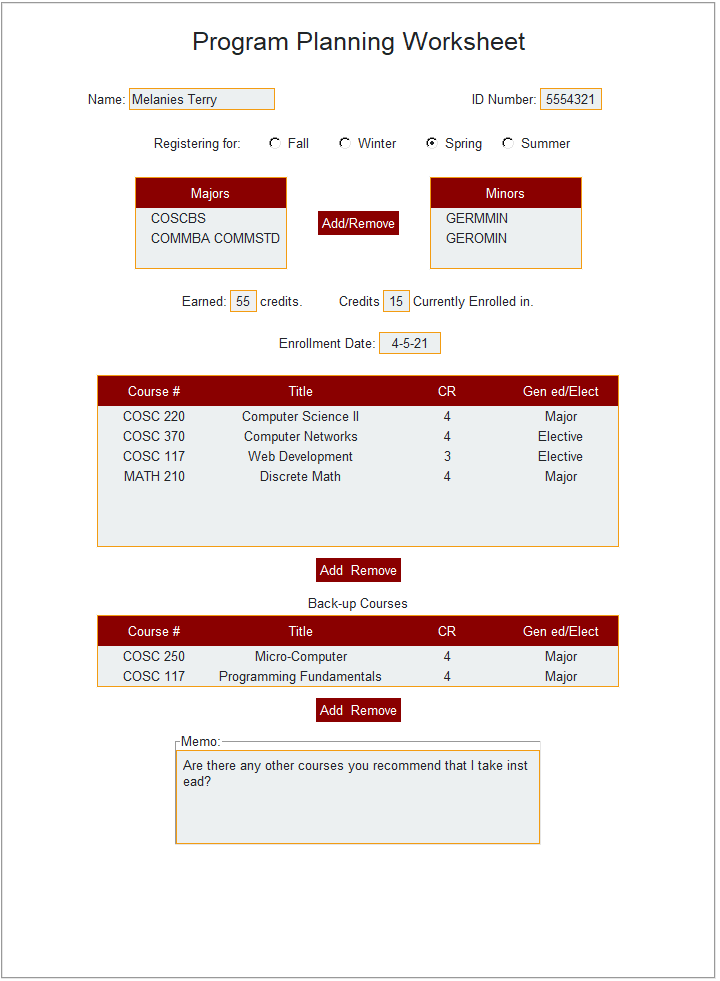 Program Planning Worksheet
Name: Melanies Terry ID Number: 5554321
Registering for: Fall Winter Spring Summer
Majors Minors
COSCBS GERMMIN
Add/Remove
COMMBA COMMSTD GEROMIN
Earned: 55 credits. Credits 15 Currently Enrolled in.
Enrollment Date: 4-5-21
Course # Title CR Gen ed/Elect
COSC 220 Computer Science II 4 Major
COSC 370 Computer Networks 4 Elective
COSC 117 Web Development 3 Elective
MATH 210 Discrete Math 4 Major
Add Remove
Back-up Courses
Course # Title CR Gen ed/Elect
COSC 250 Micro-Computer 4 Major
COSC 117 Programming Fundamentals 4 Major
Add Remove
Memo:
Are there any other courses you recommend that I take inst
ead?